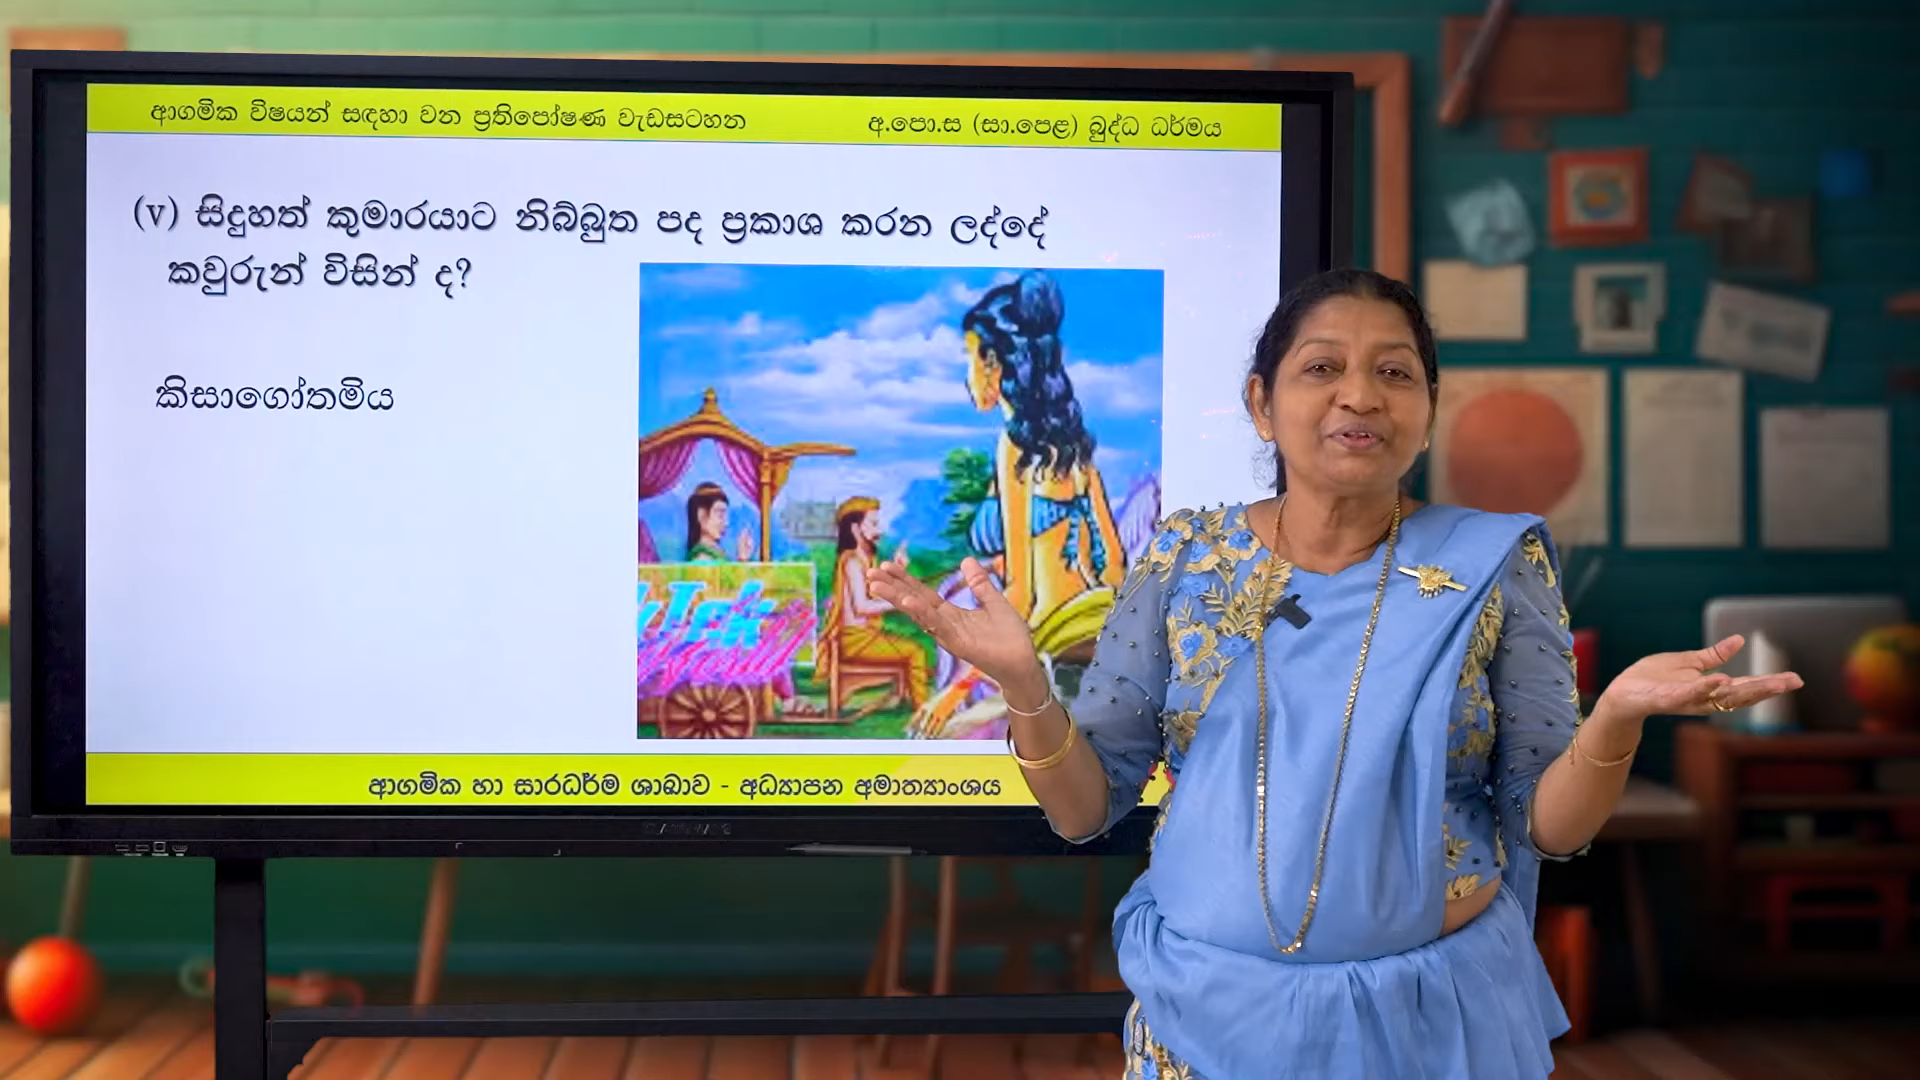 ආගමික විෂයන් සඳහා වන ප්‍රතිපෝෂණ වැඩසටහන
අ.පො.ස (සා.පෙළ) බුද්ධ ධර්මය
(v) සිදුහත් කුමාරයාට නිබ්බුත පද ප්‍රකාශ කරන ලද්දේ
කවුරුන් විසින් ද?
කිසාගෝතමිය
ආගමික හා සාරධර්ම ශාඛාව - අධ්‍යාපන අමාත්‍යාංශය